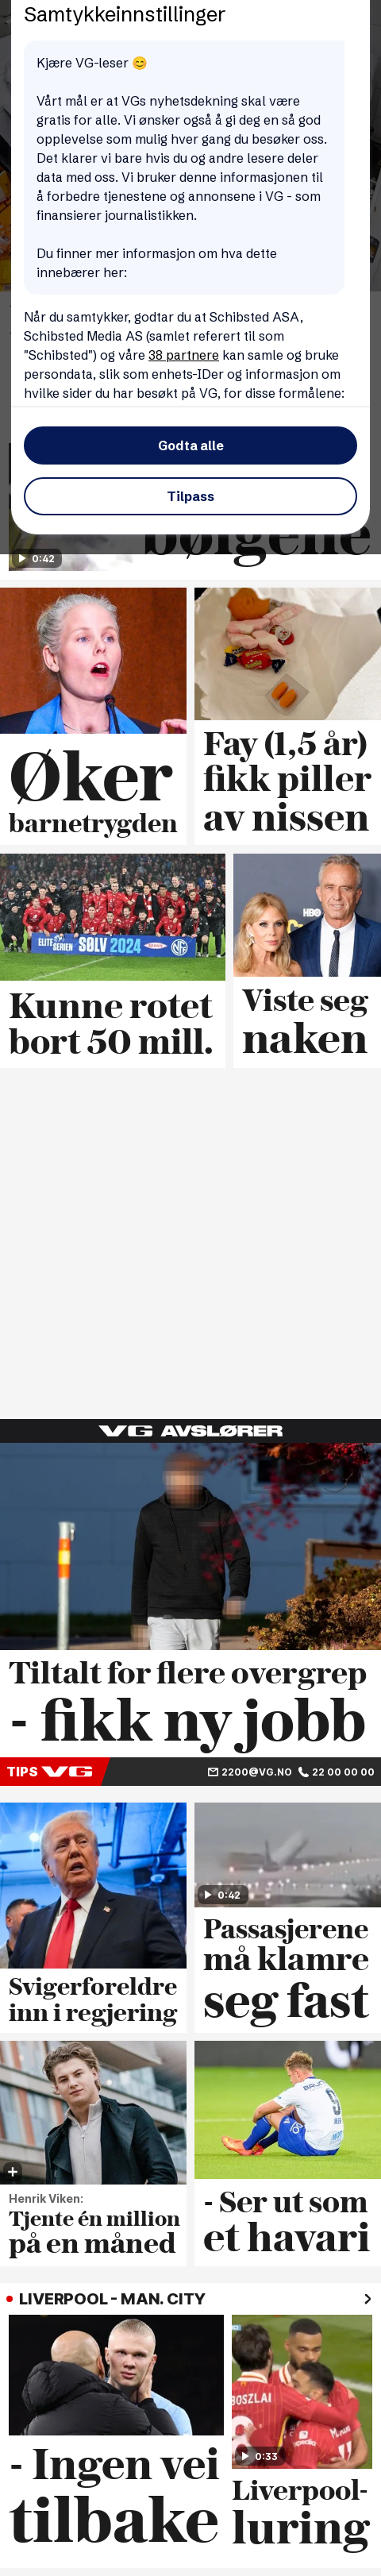 Samtykkeinnstillinger
Kjære VG-leser 😊
Vårt mål er at VGs nyhetsdekning skal være
gratis for alle. Vi ønsker også å gi deg en så god
opplevelse som mulig hver gang du besøker oss.
Det klarer vi bare hvis du og andre lesere deler
data med oss. Vi bruker denne informasjonen til
å forbedre tjenestene og annonsene i VG - som
finansierer journalistikken.
Du finner mer informasjon om hva dette
innebærer her:
Når du samtykker, godtar du at Schibsted ASA,
Schibsted Media AS (samlet referert til som
"Schibsted") og våre 38 partnere kan samle og bruke
persondata, slik som enhets-IDer og informasjon om
hvilke sider du har besøkt på VG, for disse formålene:
Godta alle
Tilpass
bølgene
0:42
Øker
barnetrygden
Fay (1,5 år)
fikk piller
av nissen
ELITESERIEN SØLV 2024 NFF
Kunne rotet
bort 50 mill.
HBO
Viste seg
naken
VG AVSLØRER
Tiltalt for flere overgrep
- fikk ny jobb
TIPS VG 2200@VG.NO 22 00 00 00
Svigerforeldre
inn i regjering
0:42
Passasjerene
må klamre
seg fast
Henrik Viken:
Tjente én million
på en måned
9
- Ser ut som
et havari
LIVERPOOL - MAN. CITY
- Ingen vei
tilbake
BOSZLAI
0:33
Liverpool-
luring